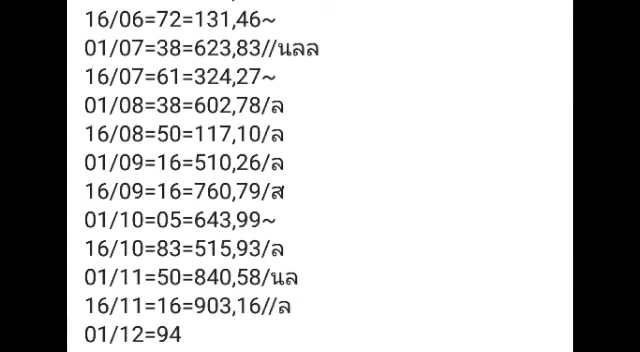 16/06=72=131,46~
01/07=38=623,83//นลล
16/07=61=324,27~
01/08=38=602,78/ล
16/08=50=117,10/ล
01/09=16=510,26/ล
16/09=16=760,79/ส
01/10=05=643,99~
16/10=83=515,93/ล
01/11=50=840,58/นล
16/11=16=903,16//ล
01/12=94